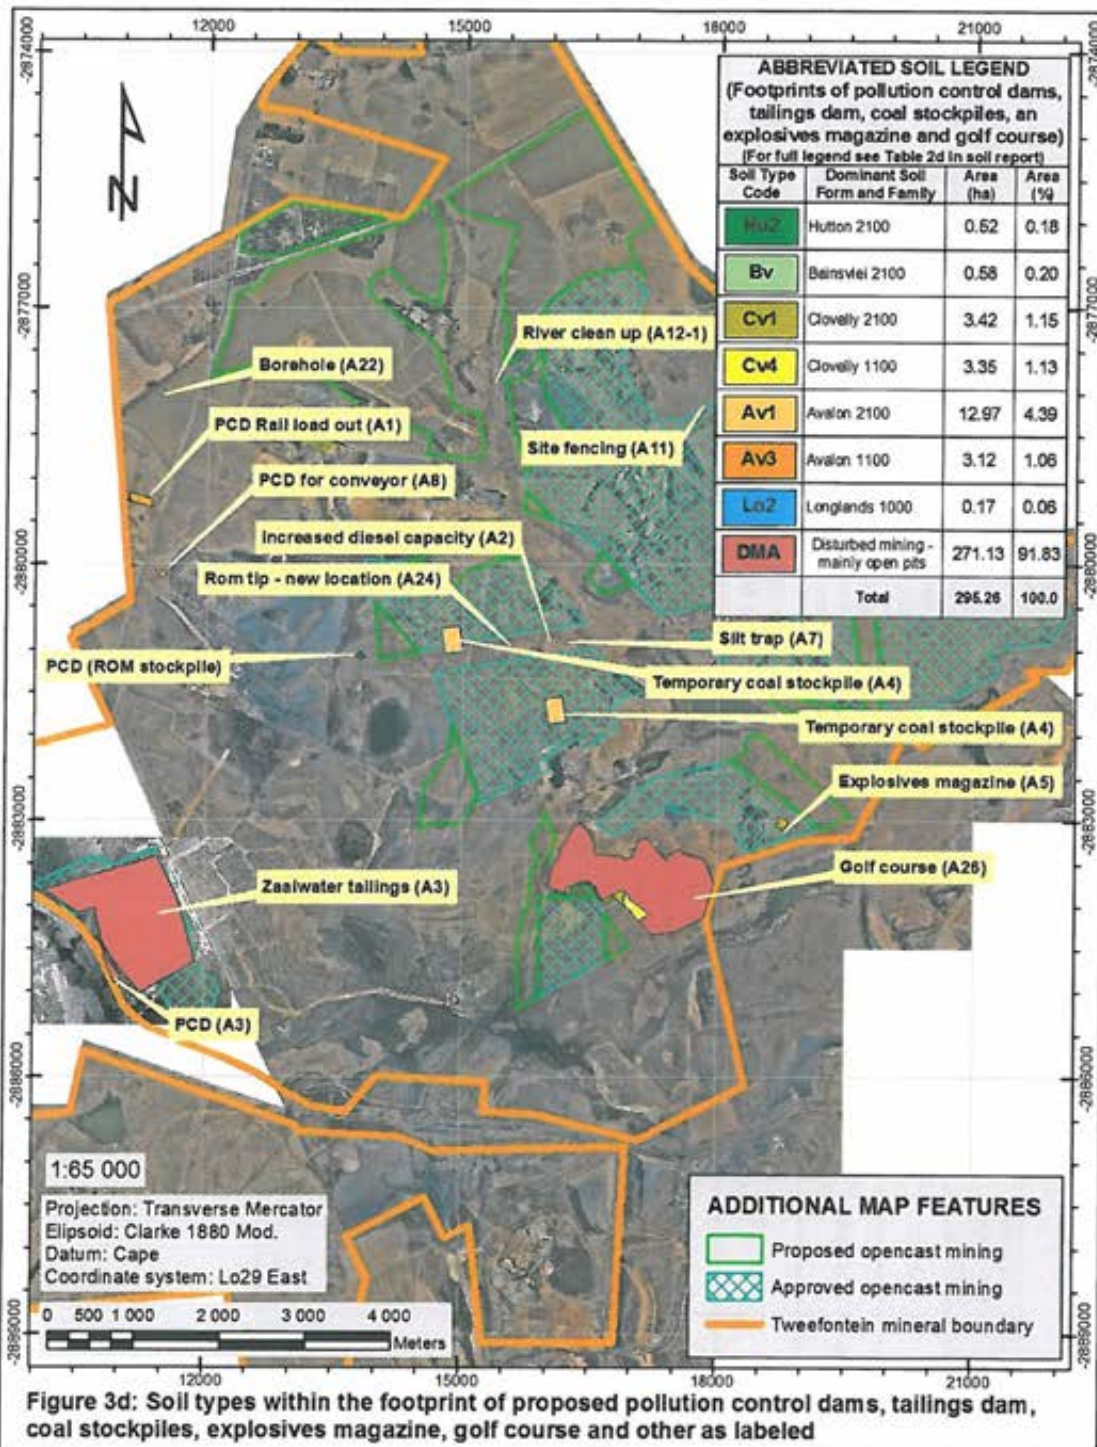 12000 15000 18000 21000
-2874000 -2874000
ABBREVIATED SOIL LEGEND
(Footprints of pollution control dams,
tailings dam, coal stockpiles, an
explosives magazine and golf course)
(For full legend see Table 2d in soil report)
Soil Type Code Dominant Soil Form and Family Area (ha) Area (%)
Hu2 Hutton 2100 0.52 0.18
Bv Bainsvlei 2100 0.58 0.20
Cv1 Clovelly 2100 3.42 1.15
Cv4 Clovelly 1100 3.35 1.13
Av1 Avalon 2100 12.97 4.39
Av3 Avalon 1100 3.12 1.06
Lo2 Longlands 1000 0.17 0.06
DMA Disturbed mining - mainly open pits 271.13 91.83
Total 295.26 100.0
N
-2877000 -2877000
River clean up (A12-1)
Borehole (A22)
PCD Rail load out (A1)
Site fencing (A11)
PCD for conveyor (A8)
Increased diesel capacity (A2)
-2880000 -2880000
Rom tip - new location (A24)
Silt trap (A7)
PCD (ROM stockpile)
Temporary coal stockpile (A4)
Temporary coal stockpile (A4)
Explosives magazine (A5)
-2883000 -2883000
Golf course (A26)
Zaaiwater tailings (A3)
PCD (A3)
-2886000 -2886000
1:65 000
Projection: Transverse Mercator
Elipsoid: Clarke 1880 Mod.
Datum: Cape
Coordinate system: Lo29 East
0 500 1 000 2 000 3 000 4 000
Meters
ADDITIONAL MAP FEATURES
Proposed opencast mining
Approved opencast mining
Tweefontein mineral boundary
-2889000 -2889000
12000 15000 18000 21000
Figure 3d: Soil types within the footprint of proposed pollution control dams, tailings dam,
coal stockpiles, explosives magazine, golf course and other as labeled